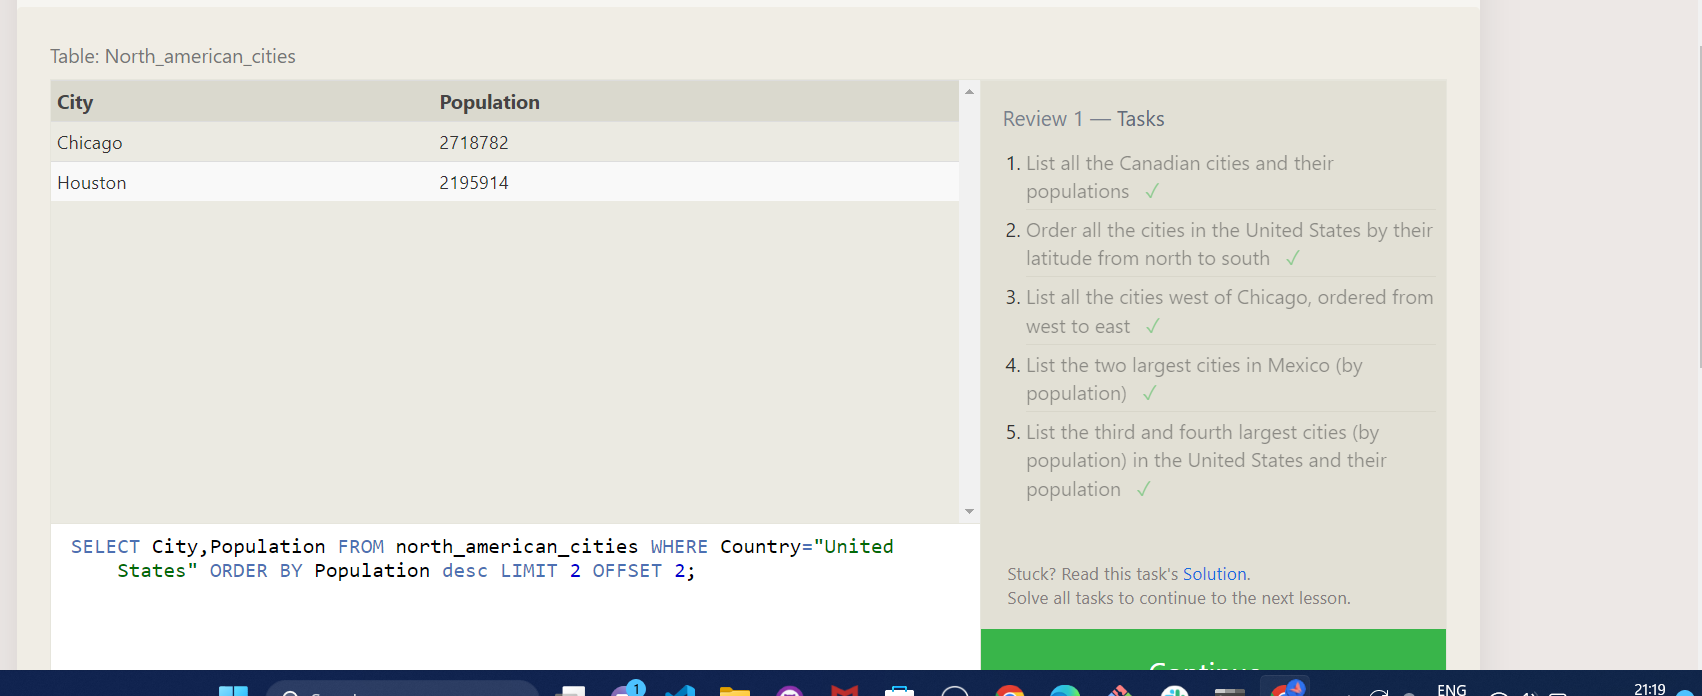 Table: North_american_cities
City Population
Chicago 2718782
Houston 2195914
SELECT City,Population FROM north_american_cities WHERE Country="United
States" ORDER BY Population desc LIMIT 2 OFFSET 2;
Review 1 — Tasks
1. List all the Canadian cities and their
populations ✓
2. Order all the cities in the United States by their
latitude from north to south ✓
3. List all the cities west of Chicago, ordered from
west to east ✓
4. List the two largest cities in Mexico (by
population) ✓
5. List the third and fourth largest cities (by
population) in the United States and their
population ✓
Stuck? Read this task's Solution.
Solve all tasks to continue to the next lesson.
Continue
1
ENG
21:19